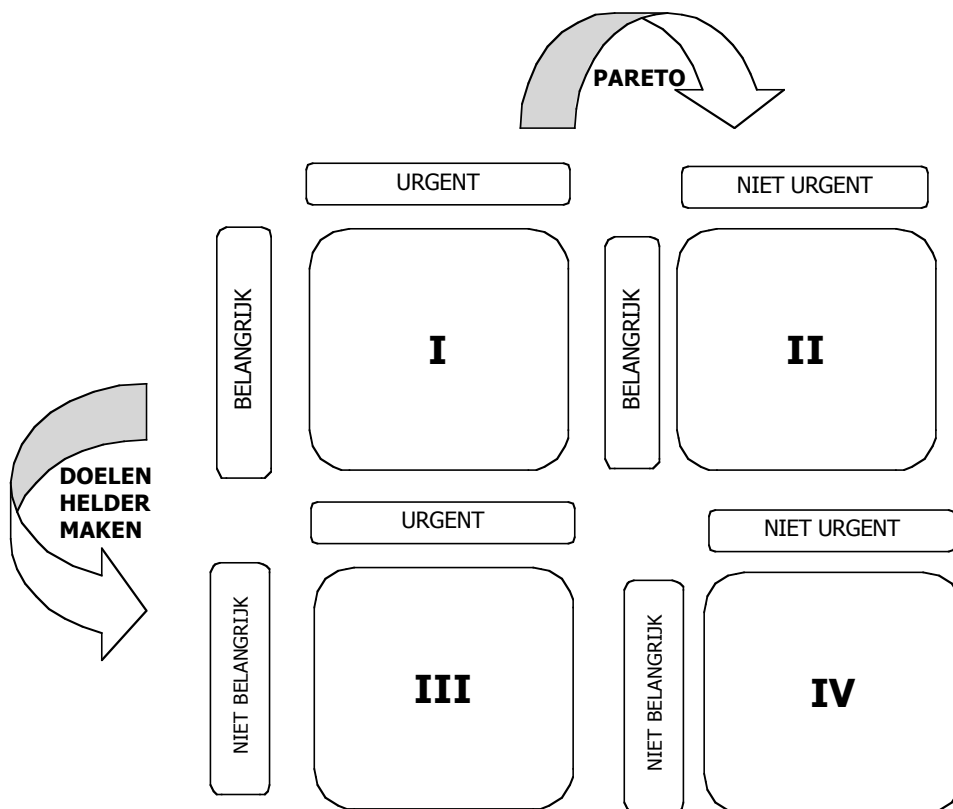 PARETO
URGENT
NIET URGENT
BELANGRIJK
I
BELANGRIJK
II
DOELEN
HELDER
MAKEN
URGENT
NIET URGENT
NIET BELANGRIJK
III
NIET BELANGRIJK
IV